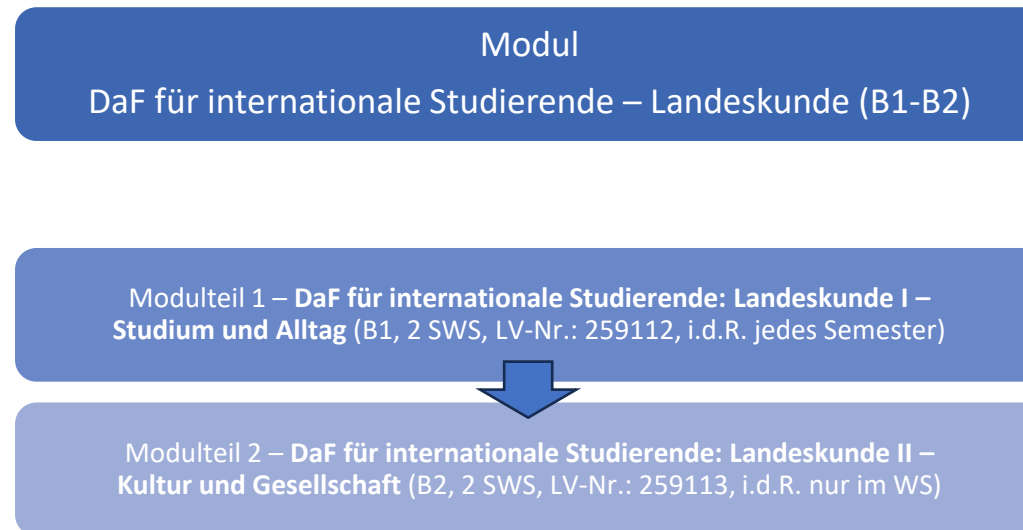 Modul
DaF für internationale Studierende – Landeskunde (B1-B2)
Modulteil 1 – DaF für internationale Studierende: Landeskunde I –
Studium und Alltag (B1, 2 SWS, LV-Nr.: 259112, i.d.R. jedes Semester)
Modulteil 2 – DaF für internationale Studierende: Landeskunde II –
Kultur und Gesellschaft (B2, 2 SWS, LV-Nr.: 259113, i.d.R. nur im WS)